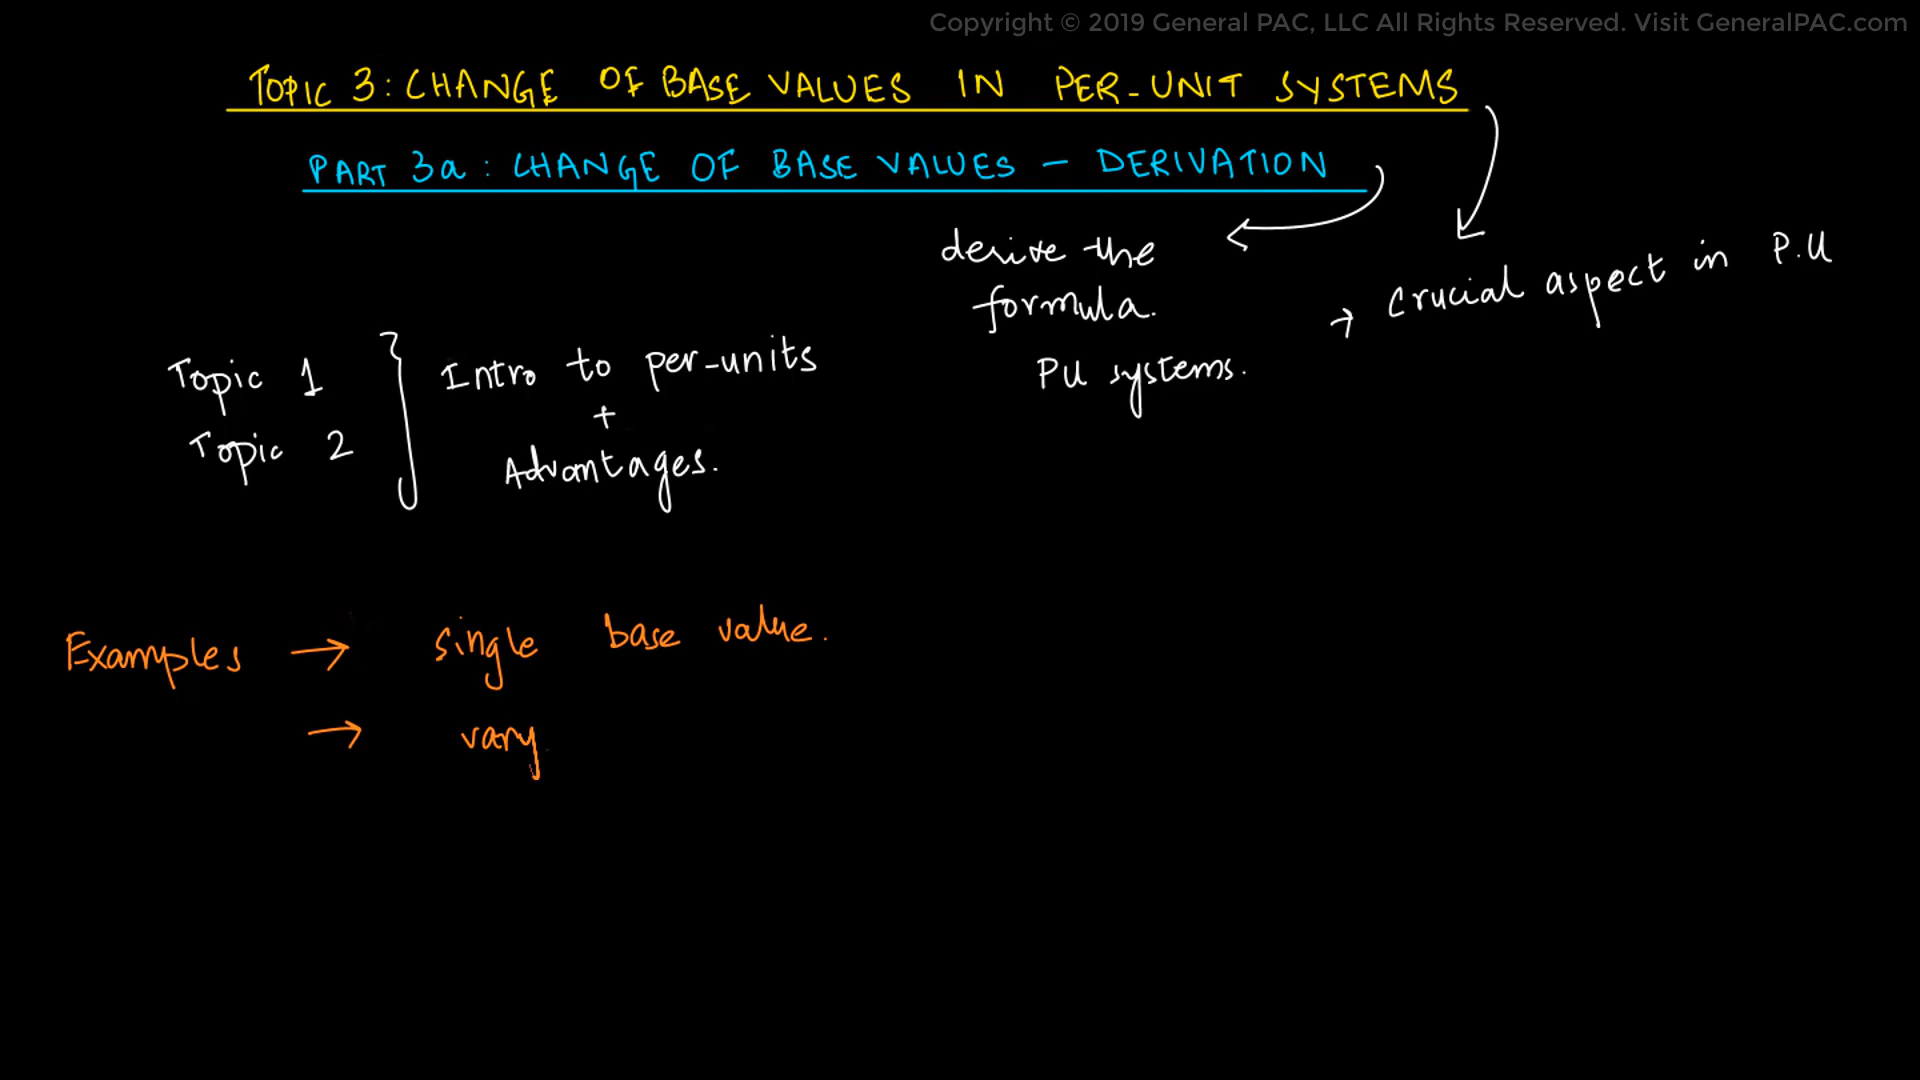 Copyright © 2019 General PAC, LLC All Rights Reserved. Visit GeneralPAC.com
TOPIC 3: CHANGE OF BASE VALUES IN PER-UNIT SYSTEMS
PART 3a: CHANGE OF BASE VALUES - DERIVATION
derive the
formula.
→ Crucial aspect in P.U
PU systems.
Topic 1
Topic 2
Intro to per-units
+
Advantages.
Examples → single base value.
→ vary